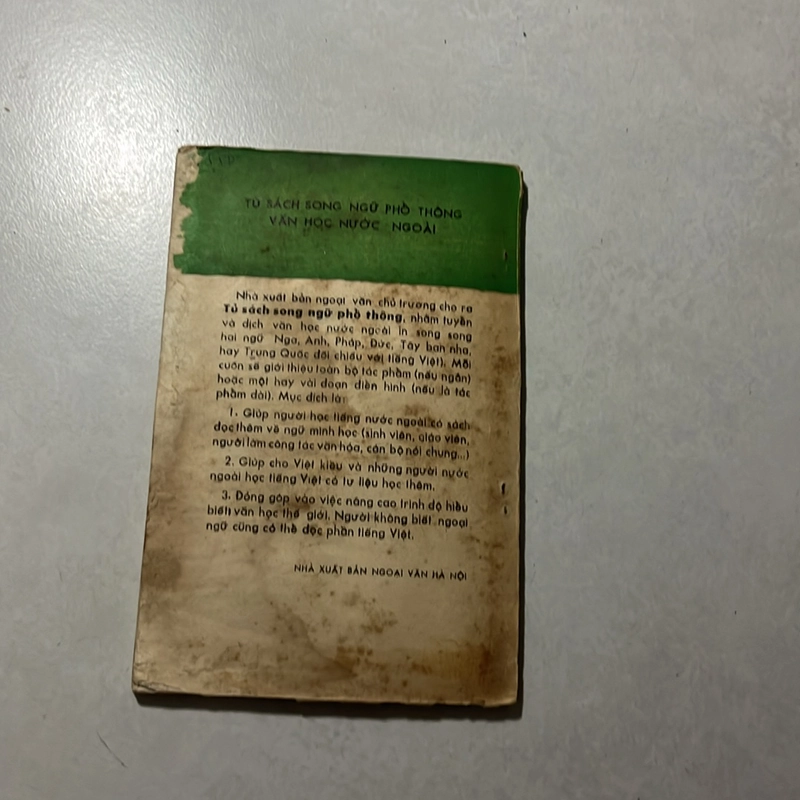 TỦ SÁCH SONG NGỮ PHỔ THÔNG
VĂN HỌC NƯỚC NGOÀI
Nhà xuất bản ngoại văn chủ trương cho ra
Tủ sách song ngữ phổ thông, nhằm tuyển
và dịch văn học nước ngoài in song song
hai ngữ Nga, Anh, Pháp, Đức, Tây ban nha,
hay Trung Quốc đối chiếu với tiếng Việt). Mỗi
cuốn sẽ giới thiệu toàn bộ tác phẩm (nếu ngắn)
hoặc một hay vài đoạn điển hình (nếu là tác
phẩm dài). Mục đích là:
1. Giúp người học tiếng nước ngoài có sách
đọc thêm về ngữ mình học (sinh viên, giáo viên,
người làm công tác văn hóa, cán bộ nói chung...)
2. Giúp cho Việt kiều và những người nước
ngoài học tiếng Việt có tư liệu học thêm.
3. Đóng góp vào việc nâng cao trình độ hiểu
biết văn học thế giới. Người không biết ngoại
ngữ cũng có thể đọc phần tiếng Việt.
NHÀ XUẤT BẢN NGOẠI VĂN HÀ NỘI